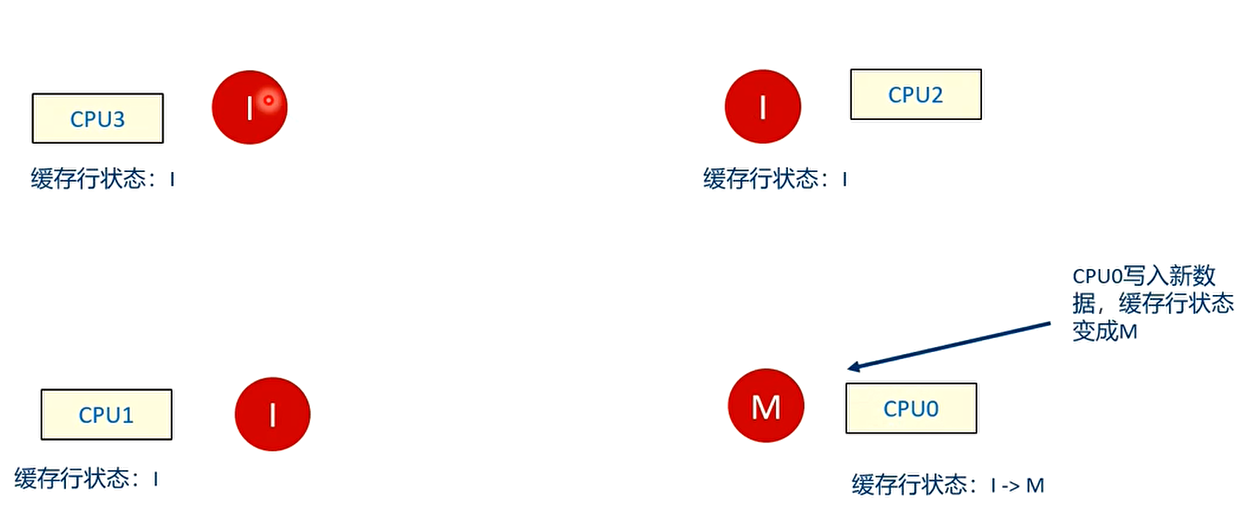 CPU3
I
缓存行状态：I
I
CPU2
缓存行状态：I
CPU0写入新数
据，缓存行状态
变成M
CPU1
I
缓存行状态：I
M
CPU0
缓存行状态：I -> M